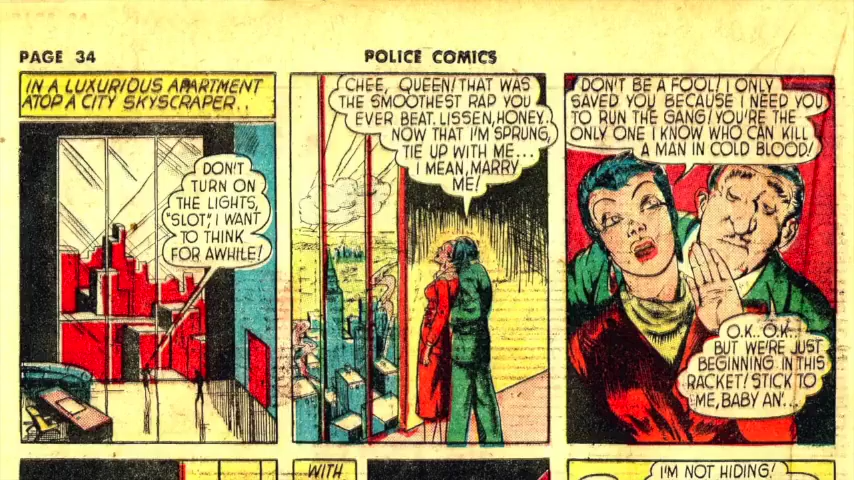 PAGE 34
POLICE COMICS
IN A LUXURIOUS APARTMENT
ATOP A CITY SKYSCRAPER..
DON'T
TURN ON
THE LIGHTS,
"SLOT", I WANT
TO THINK
FOR AWHILE!
CHEE, QUEEN! THAT WAS
THE SMOOTHEST RAP YOU
EVER BEAT. LISSEN, HONEY..
NOW THAT I'M SPRUNG,
TIE UP WITH ME...
I MEAN, MARRY
ME!
DON'T BE A FOOL! I ONLY
SAVED YOU BECAUSE I NEED YOU
TO RUN THE GANG! YOU'RE THE
ONLY ONE I KNOW WHO CAN KILL
A MAN IN COLD BLOOD!
O.K.. O.K..
BUT WE'RE JUST
BEGINNING IN THIS
RACKET! STICK TO
ME, BABY AN'...
WITH
I'M NOT HIDING!